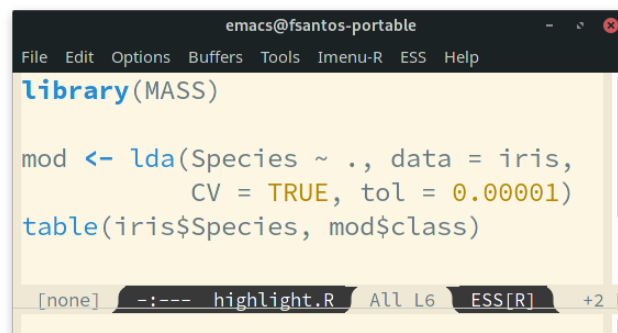 emacs@fsantos-portable
File Edit Options Buffers Tools Imenu-R ESS Help
library(MASS)
mod <- lda(Species ~ ., data = iris,
CV = TRUE, tol = 0.00001)
table(iris$Species, mod$class)
[none] -:--- highlight.R All L6 ESS[R] +2